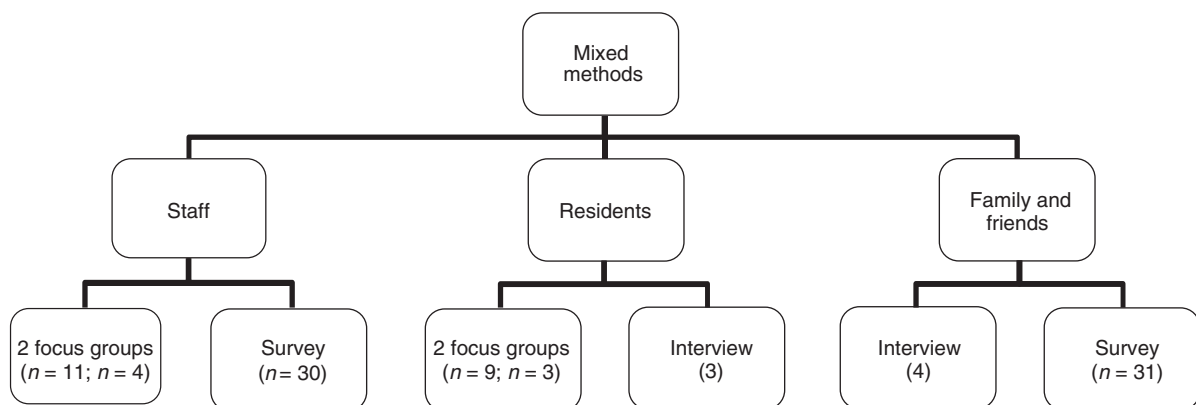 Mixed
methods
Staff
Residents
Family and
friends
2 focus groups
(n = 11; n = 4)
Survey
(n = 30)
2 focus groups
(n = 9; n = 3)
Interview
(3)
Interview
(4)
Survey
(n = 31)